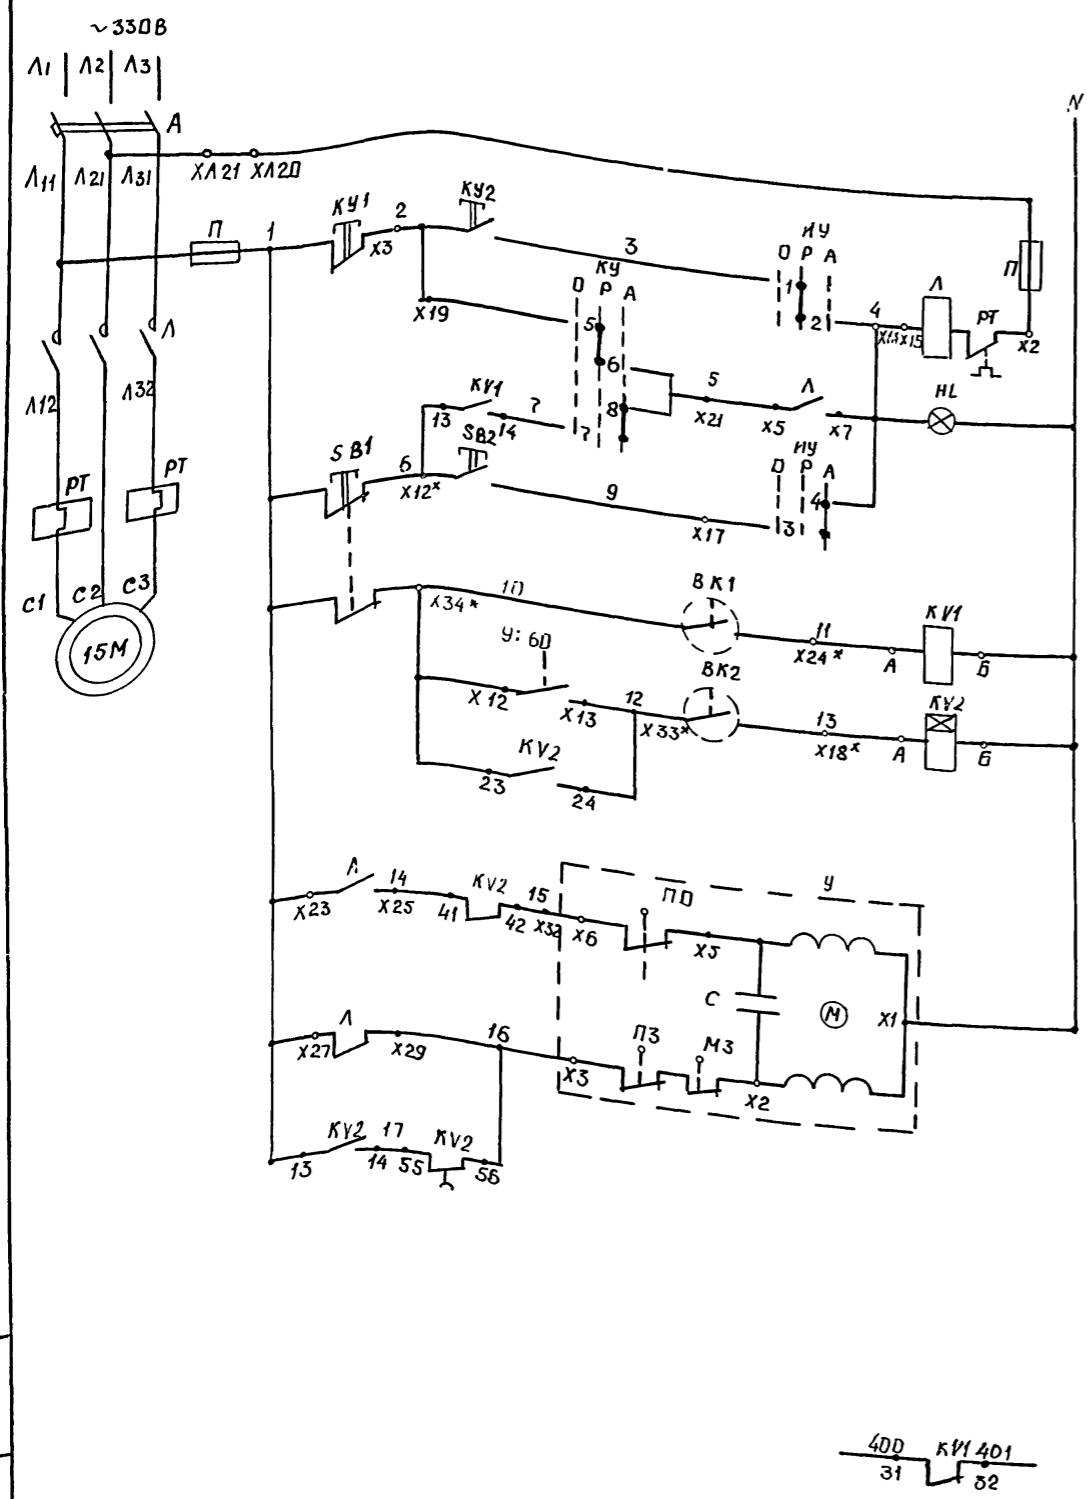 ~330В
Л1 Л2 Л3
N
А
Л11 Л21 Л31 ХЛ21 ХЛ20
П 1 КУ1 2 КУ2
Х3
3
ИУ
О Р А
П
КУ
О Р А
1
Х19
5
2
4
Л
РТ
Х15
Х2
Л
6
Л12 Л32
КV1
13 14
7
7
8
5
Х21
Л
Х5
Х7
HL
SB1
6
Х12*
SB2
9
Х17
ИУ
О Р А
4
3
РТ РТ
С1 С2 С3
15М
Х34*
10
ВК1
11
Х24*
А
КV1
Б
У: 60
Х12
Х13
12
Х33*
ВК2
13
Х18*
А
КV2
Б
КV2
23 24
Л
Х23
14
Х25
41
КV2
42
15
Х32
Х6
ПО
Х5
У
С
М
Х1
Л
Х27
Х29
16
Х3
ПЗ
МЗ
Х2
КV2
13
17
14
55
КV2
56
400 КV1 401
31 32